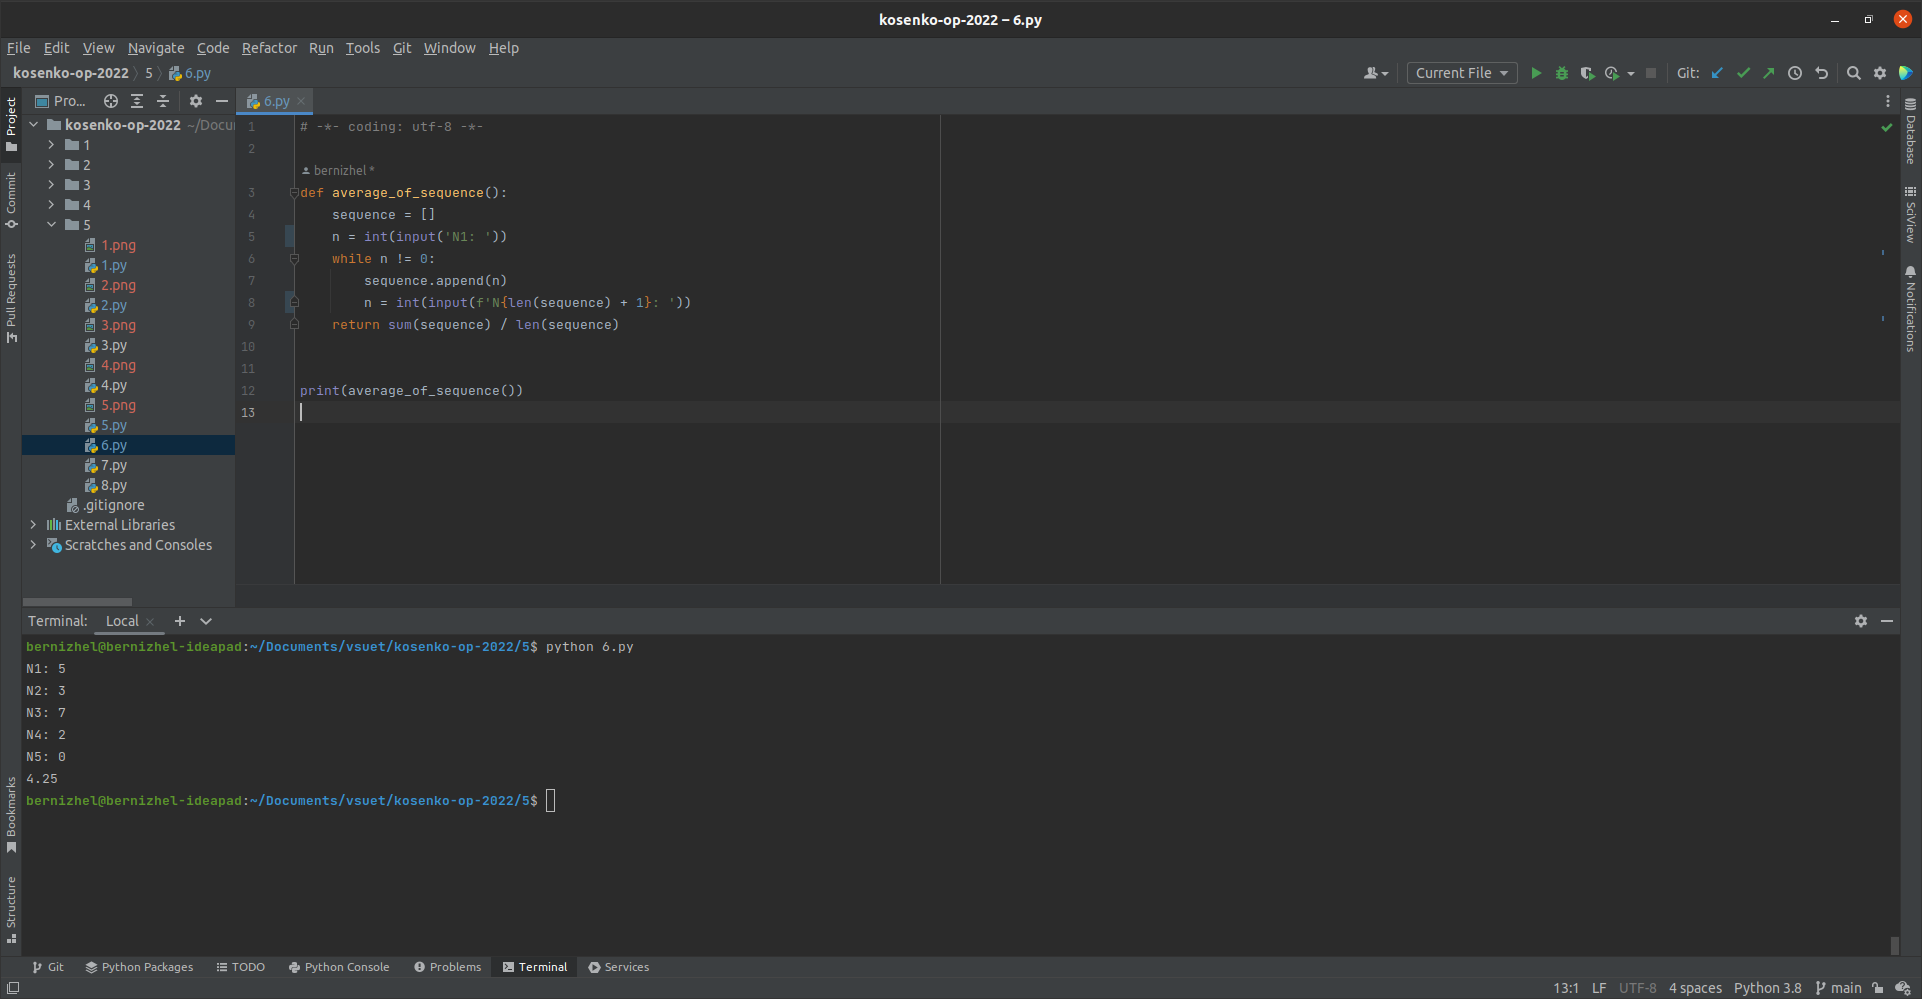 kosenko-op-2022 – 6.py
File Edit View Navigate Code Refactor Run Tools Git Window Help
kosenko-op-2022 5 6.py
Current File
Git:
Pro...
6.py
Project
Commit
Pull Requests
Bookmarks
Structure
kosenko-op-2022 ~/Docu
1
2
3
4
5
1.png
1.py
2.png
2.py
3.png
3.py
4.png
4.py
5.png
5.py
6.py
7.py
8.py
.gitignore
External Libraries
Scratches and Consoles
1 # -*- coding: utf-8 -*-
2
bernizhel *
3 def average_of_sequence():
4 sequence = []
5 n = int(input('N1: '))
6 while n != 0:
7 sequence.append(n)
8 n = int(input(f'N{len(sequence) + 1}: '))
9 return sum(sequence) / len(sequence)
10
11
12 print(average_of_sequence())
13
Database
SciView
Notifications
Terminal: Local
bernizhel@bernizhel-ideapad:~/Documents/vsuet/kosenko-op-2022/5$ python 6.py
N1: 5
N2: 3
N3: 7
N4: 2
N5: 0
4.25
bernizhel@bernizhel-ideapad:~/Documents/vsuet/kosenko-op-2022/5$
Git Python Packages TODO Python Console Problems Terminal Services
13:1 LF UTF-8 4 spaces Python 3.8 main